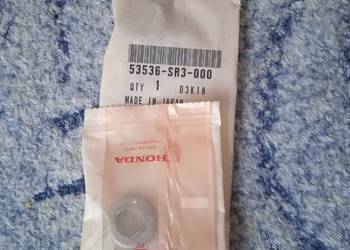 53536-SR3-000
QTY 1 D3K18
MADE IN JAPAN
HONDA